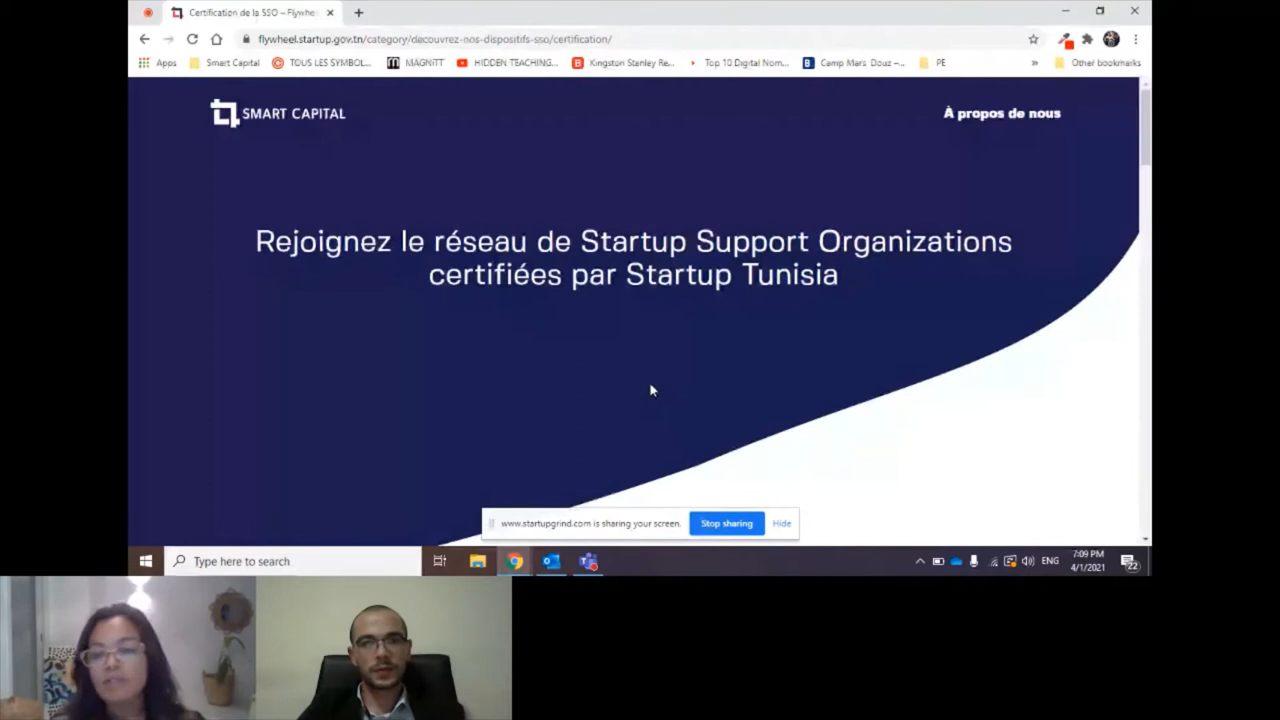 Certification de la SSO – Flywhe
flywheel.startup.gov.tn/category/decouvrez-nos-dispositifs-sso/certification/
Apps
Smart Capital
TOUS LES SYMBOL...
MAGNiTT
HIDDEN TEACHING...
Kingston Stanley Re...
Top 10 Digital Nom...
Camp Mars Douz –...
PE
»
Other bookmarks
SMART CAPITAL
À propos de nous
Rejoignez le réseau de Startup Support Organizations
certifiées par Startup Tunisia
www.startupgrind.com is sharing your screen.
Stop sharing
Hide
Type here to search
ENG
7:09 PM
4/1/2021
22